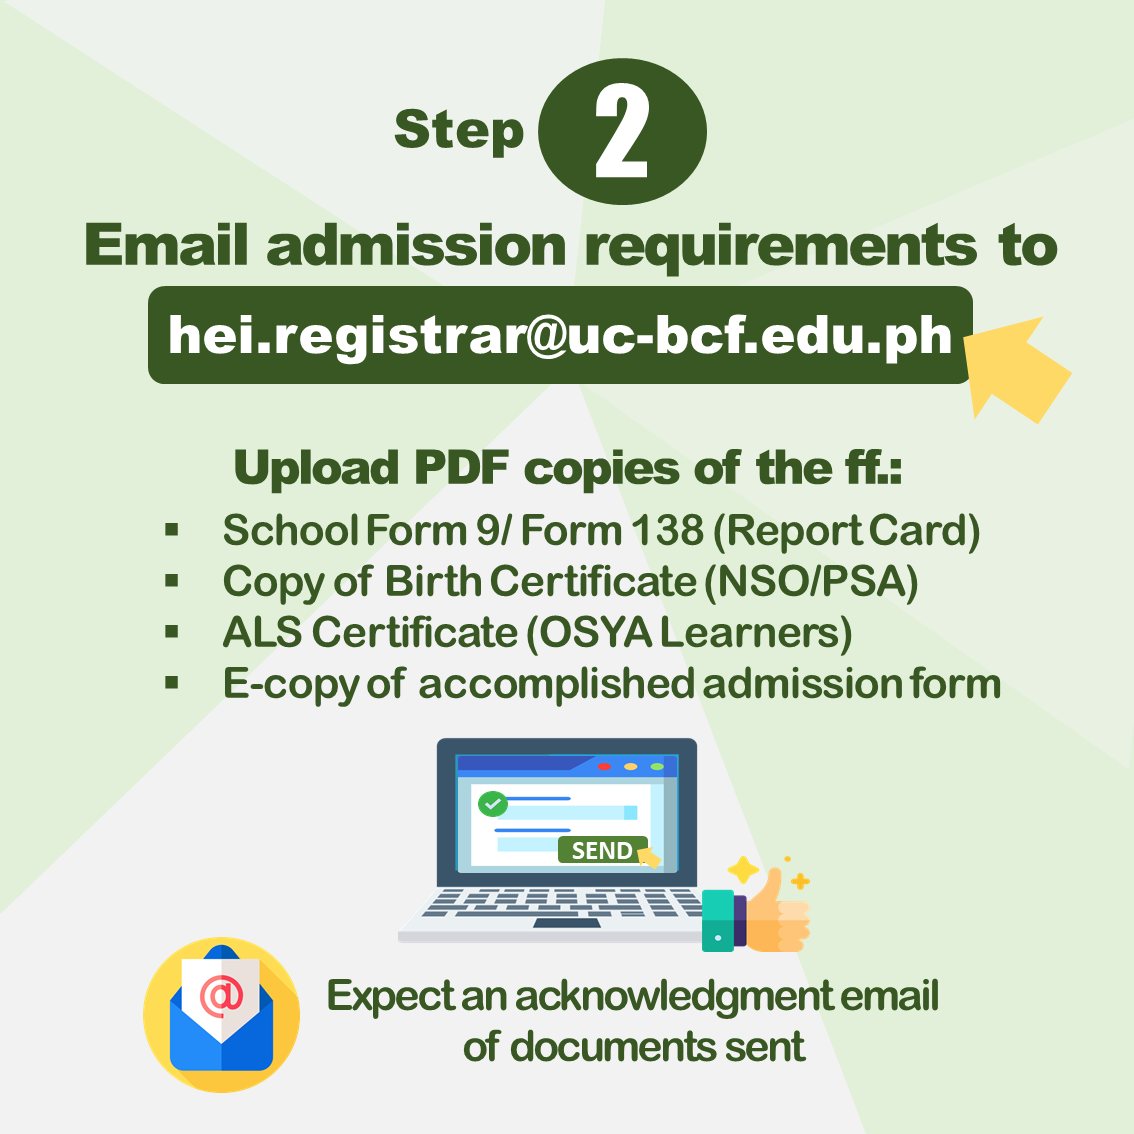 Step 2
Email admission requirements to
hei.registrar@uc-bcf.edu.ph
Upload PDF copies of the ff.:
▪ School Form 9/ Form 138 (Report Card)
▪ Copy of Birth Certificate (NSO/PSA)
▪ ALS Certificate (OSYA Learners)
▪ E-copy of accomplished admission form
SEND
@
Expect an acknowledgment email
of documents sent